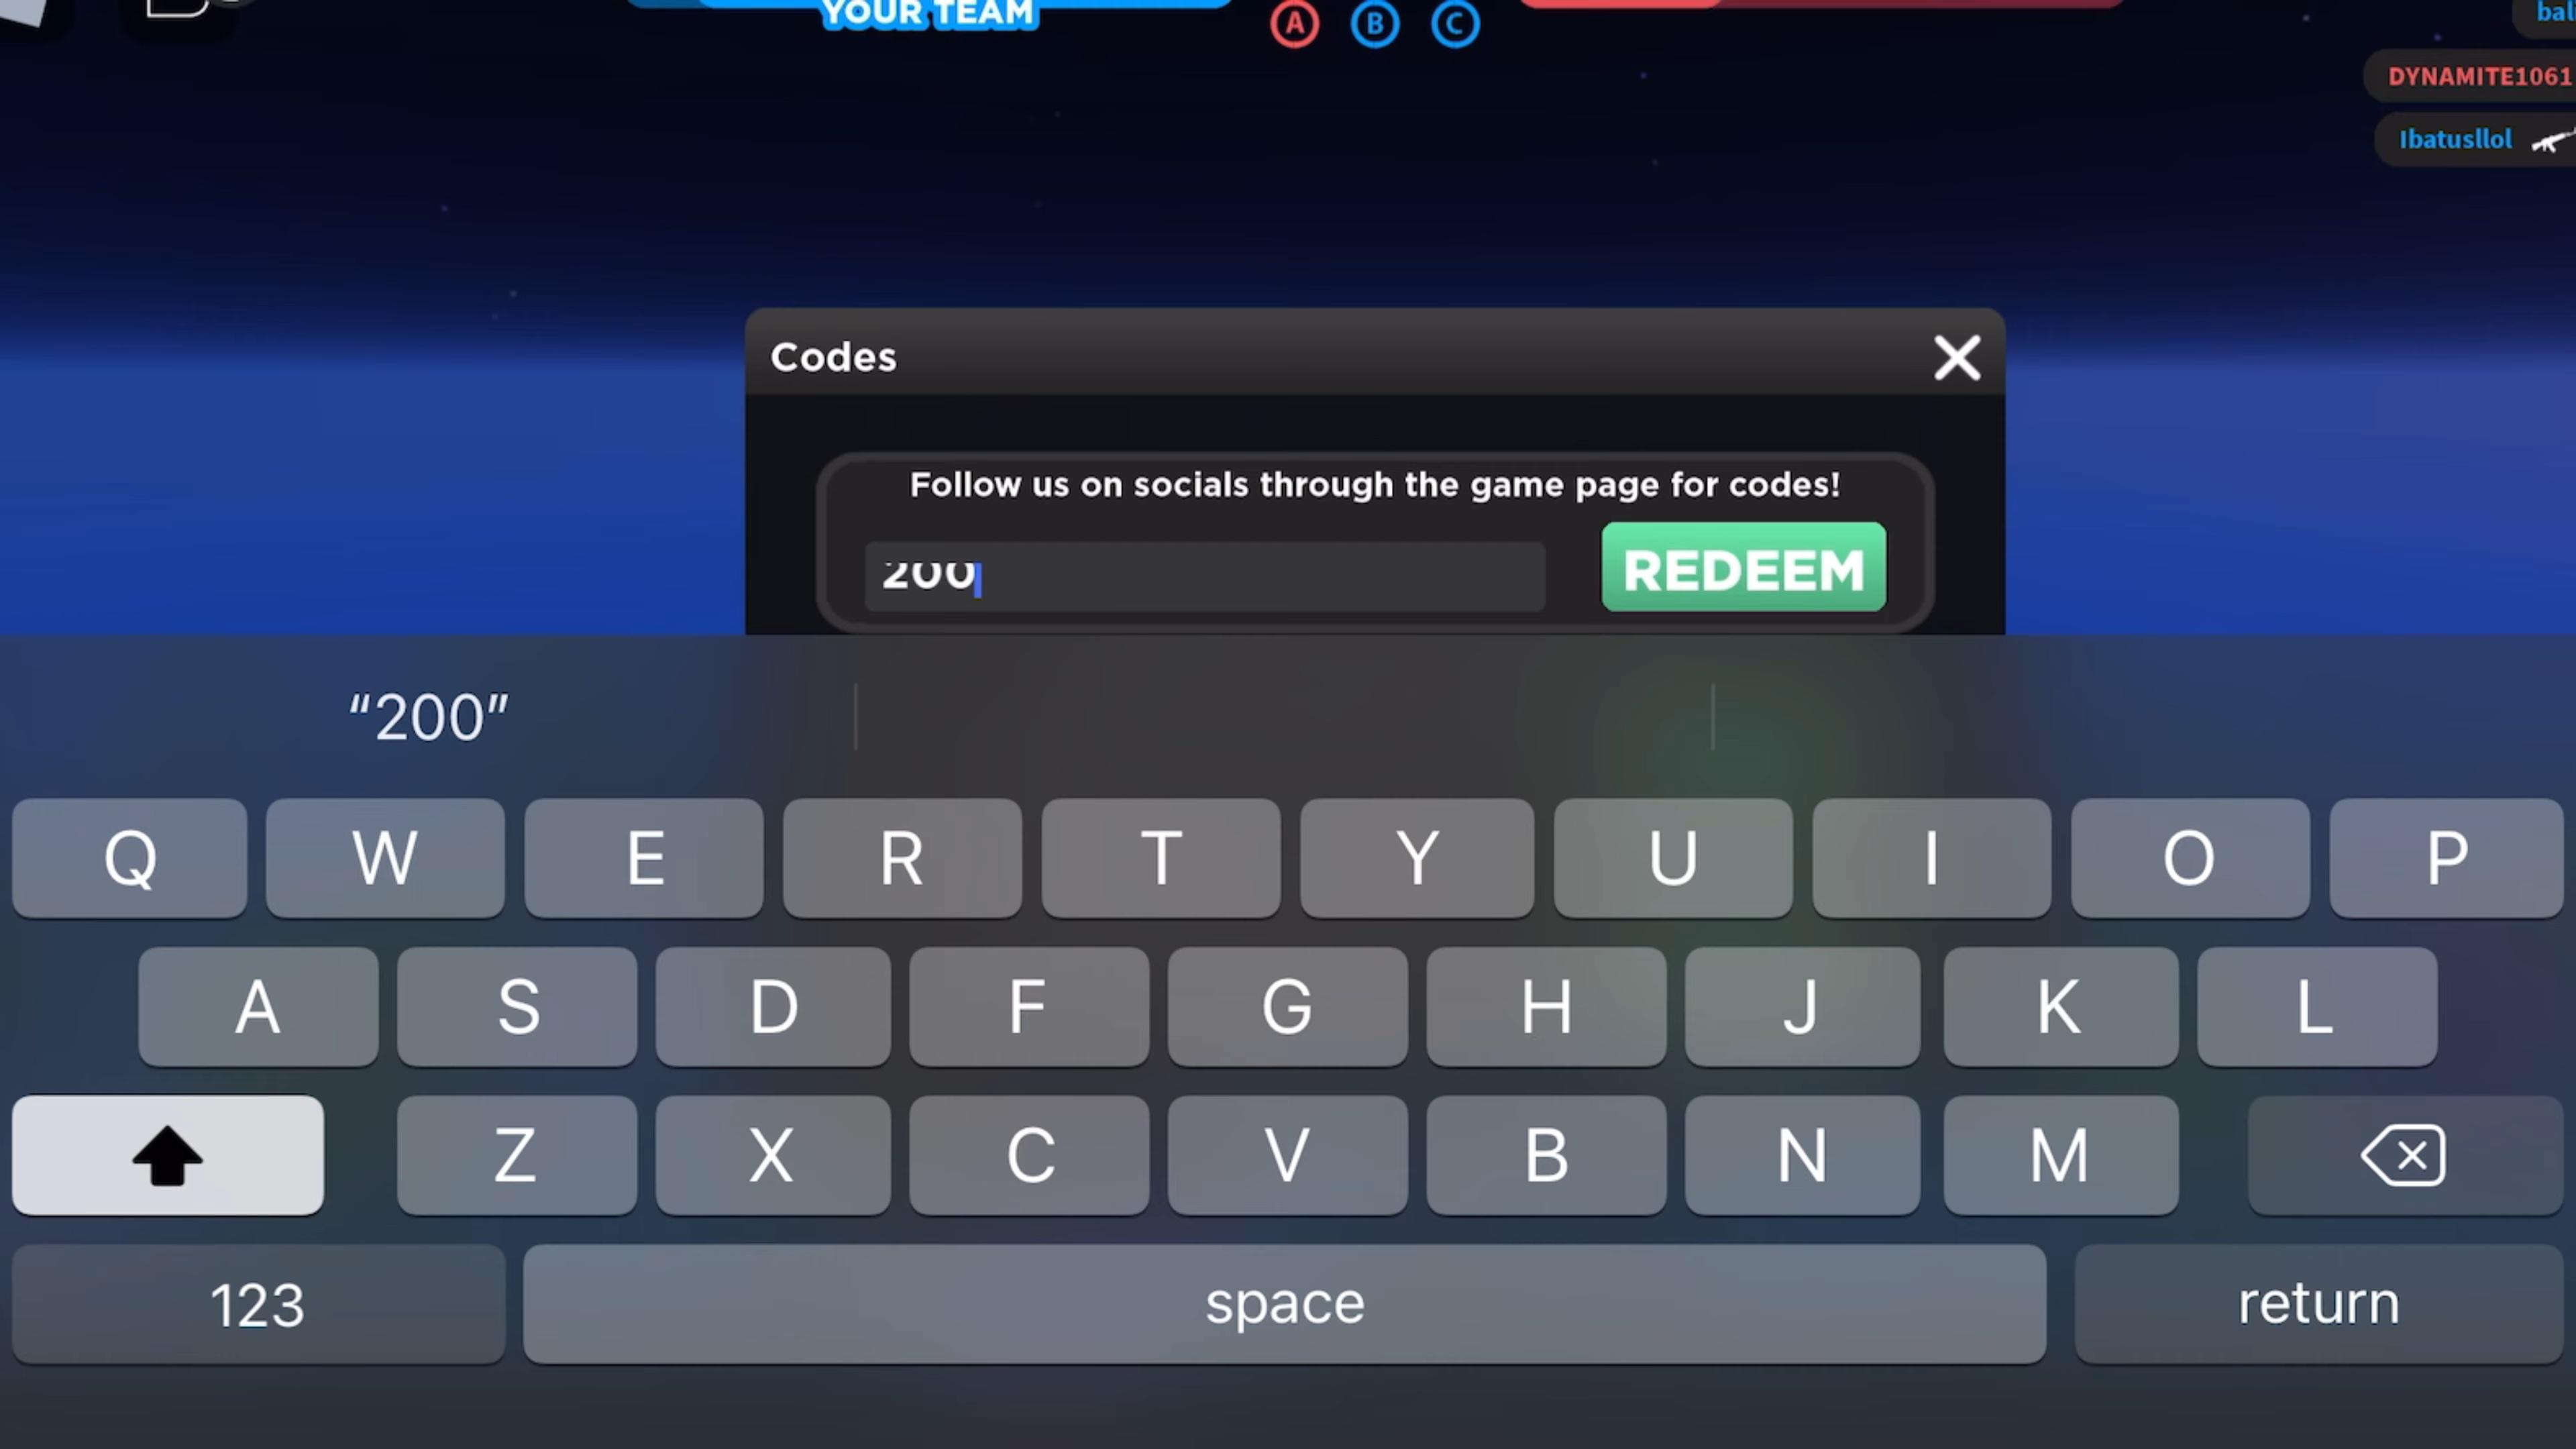 YOUR TEAM
A B C
bal
DYNAMITE1061
Ibatusllol
Codes
Follow us on socials through the game page for codes!
200
REDEEM
“200”
Q W E R T Y U I O P
A S D F G H J K L
Z X C V B N M
123 space return